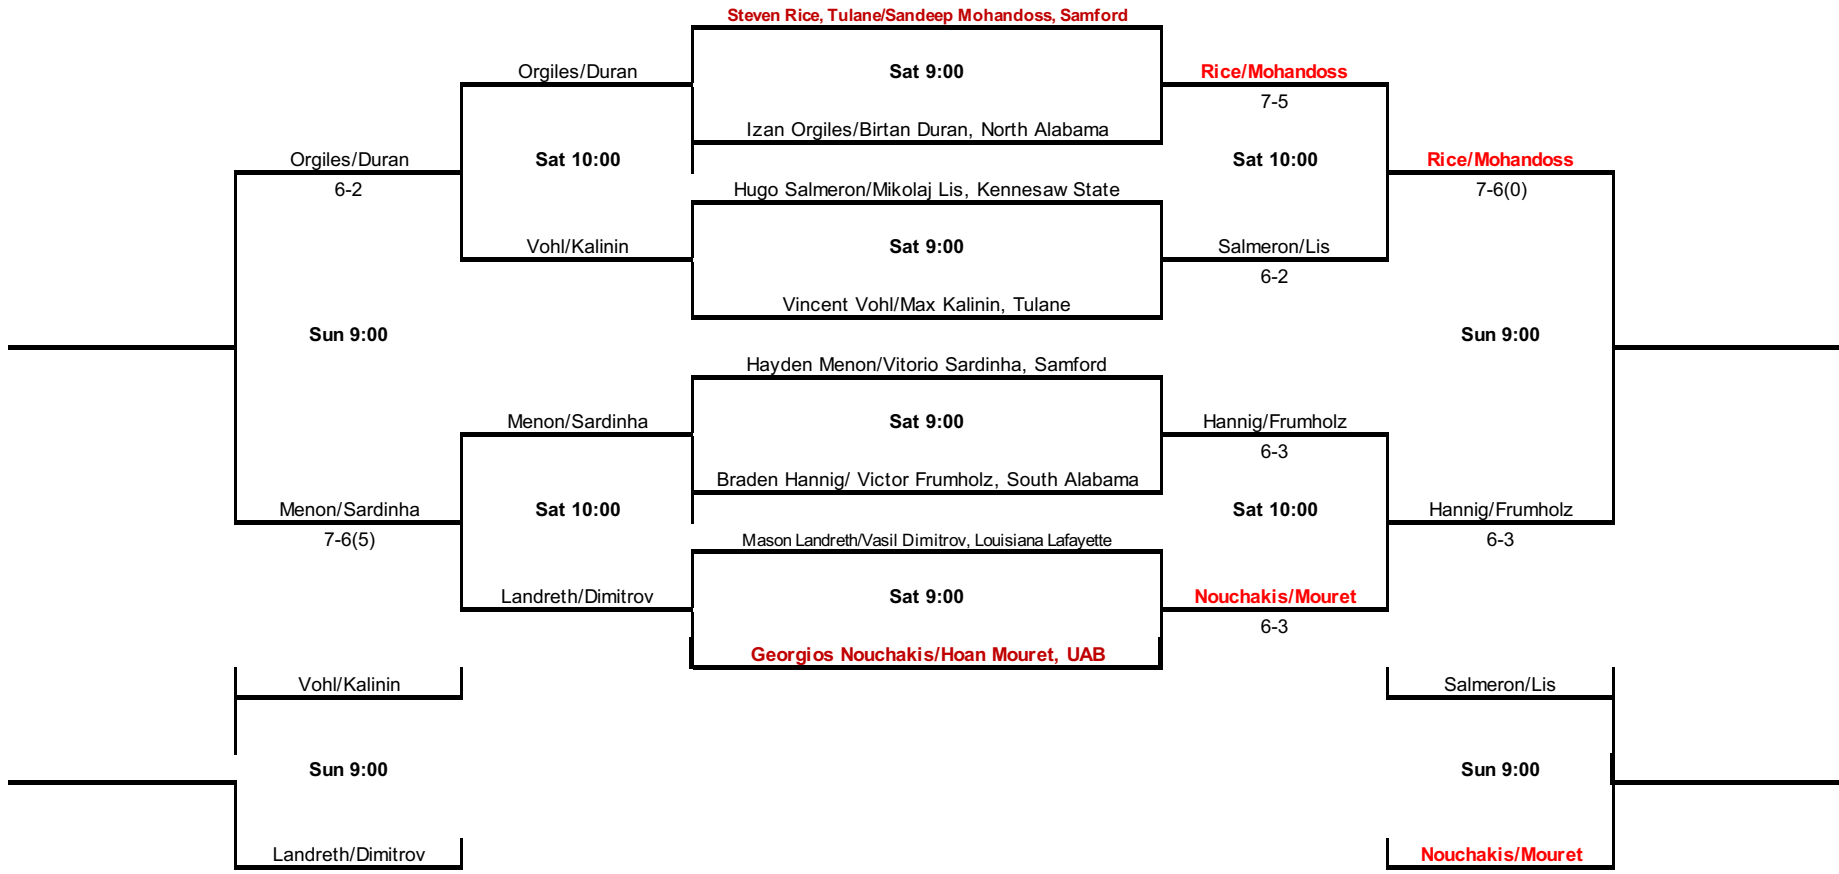 Steven Rice, Tulane/Sandeep Mohandoss, Samford
Orgiles/Duran
Sat 9:00
Rice/Mohandoss
7-5
Izan Orgiles/Birtan Duran, North Alabama
Orgiles/Duran
Sat 10:00
Sat 10:00
Rice/Mohandoss
6-2
Hugo Salmeron/Mikolaj Lis, Kennesaw State
7-6(0)
Vohl/Kalinin
Sat 9:00
Salmeron/Lis
6-2
Vincent Vohl/Max Kalinin, Tulane
Sun 9:00
Sun 9:00
Hayden Menon/Vitorio Sardinha, Samford
Menon/Sardinha
Sat 9:00
Hannig/Frumholz
6-3
Braden Hannig/ Victor Frumholz, South Alabama
Menon/Sardinha
Sat 10:00
Sat 10:00
Hannig/Frumholz
7-6(5)
Mason Landreth/Vasil Dimitrov, Louisiana Lafayette
6-3
Landreth/Dimitrov
Sat 9:00
Nouchakis/Mouret
6-3
Georgios Nouchakis/Hoan Mouret, UAB
Vohl/Kalinin
Salmeron/Lis
Sun 9:00
Sun 9:00
Landreth/Dimitrov
Nouchakis/Mouret